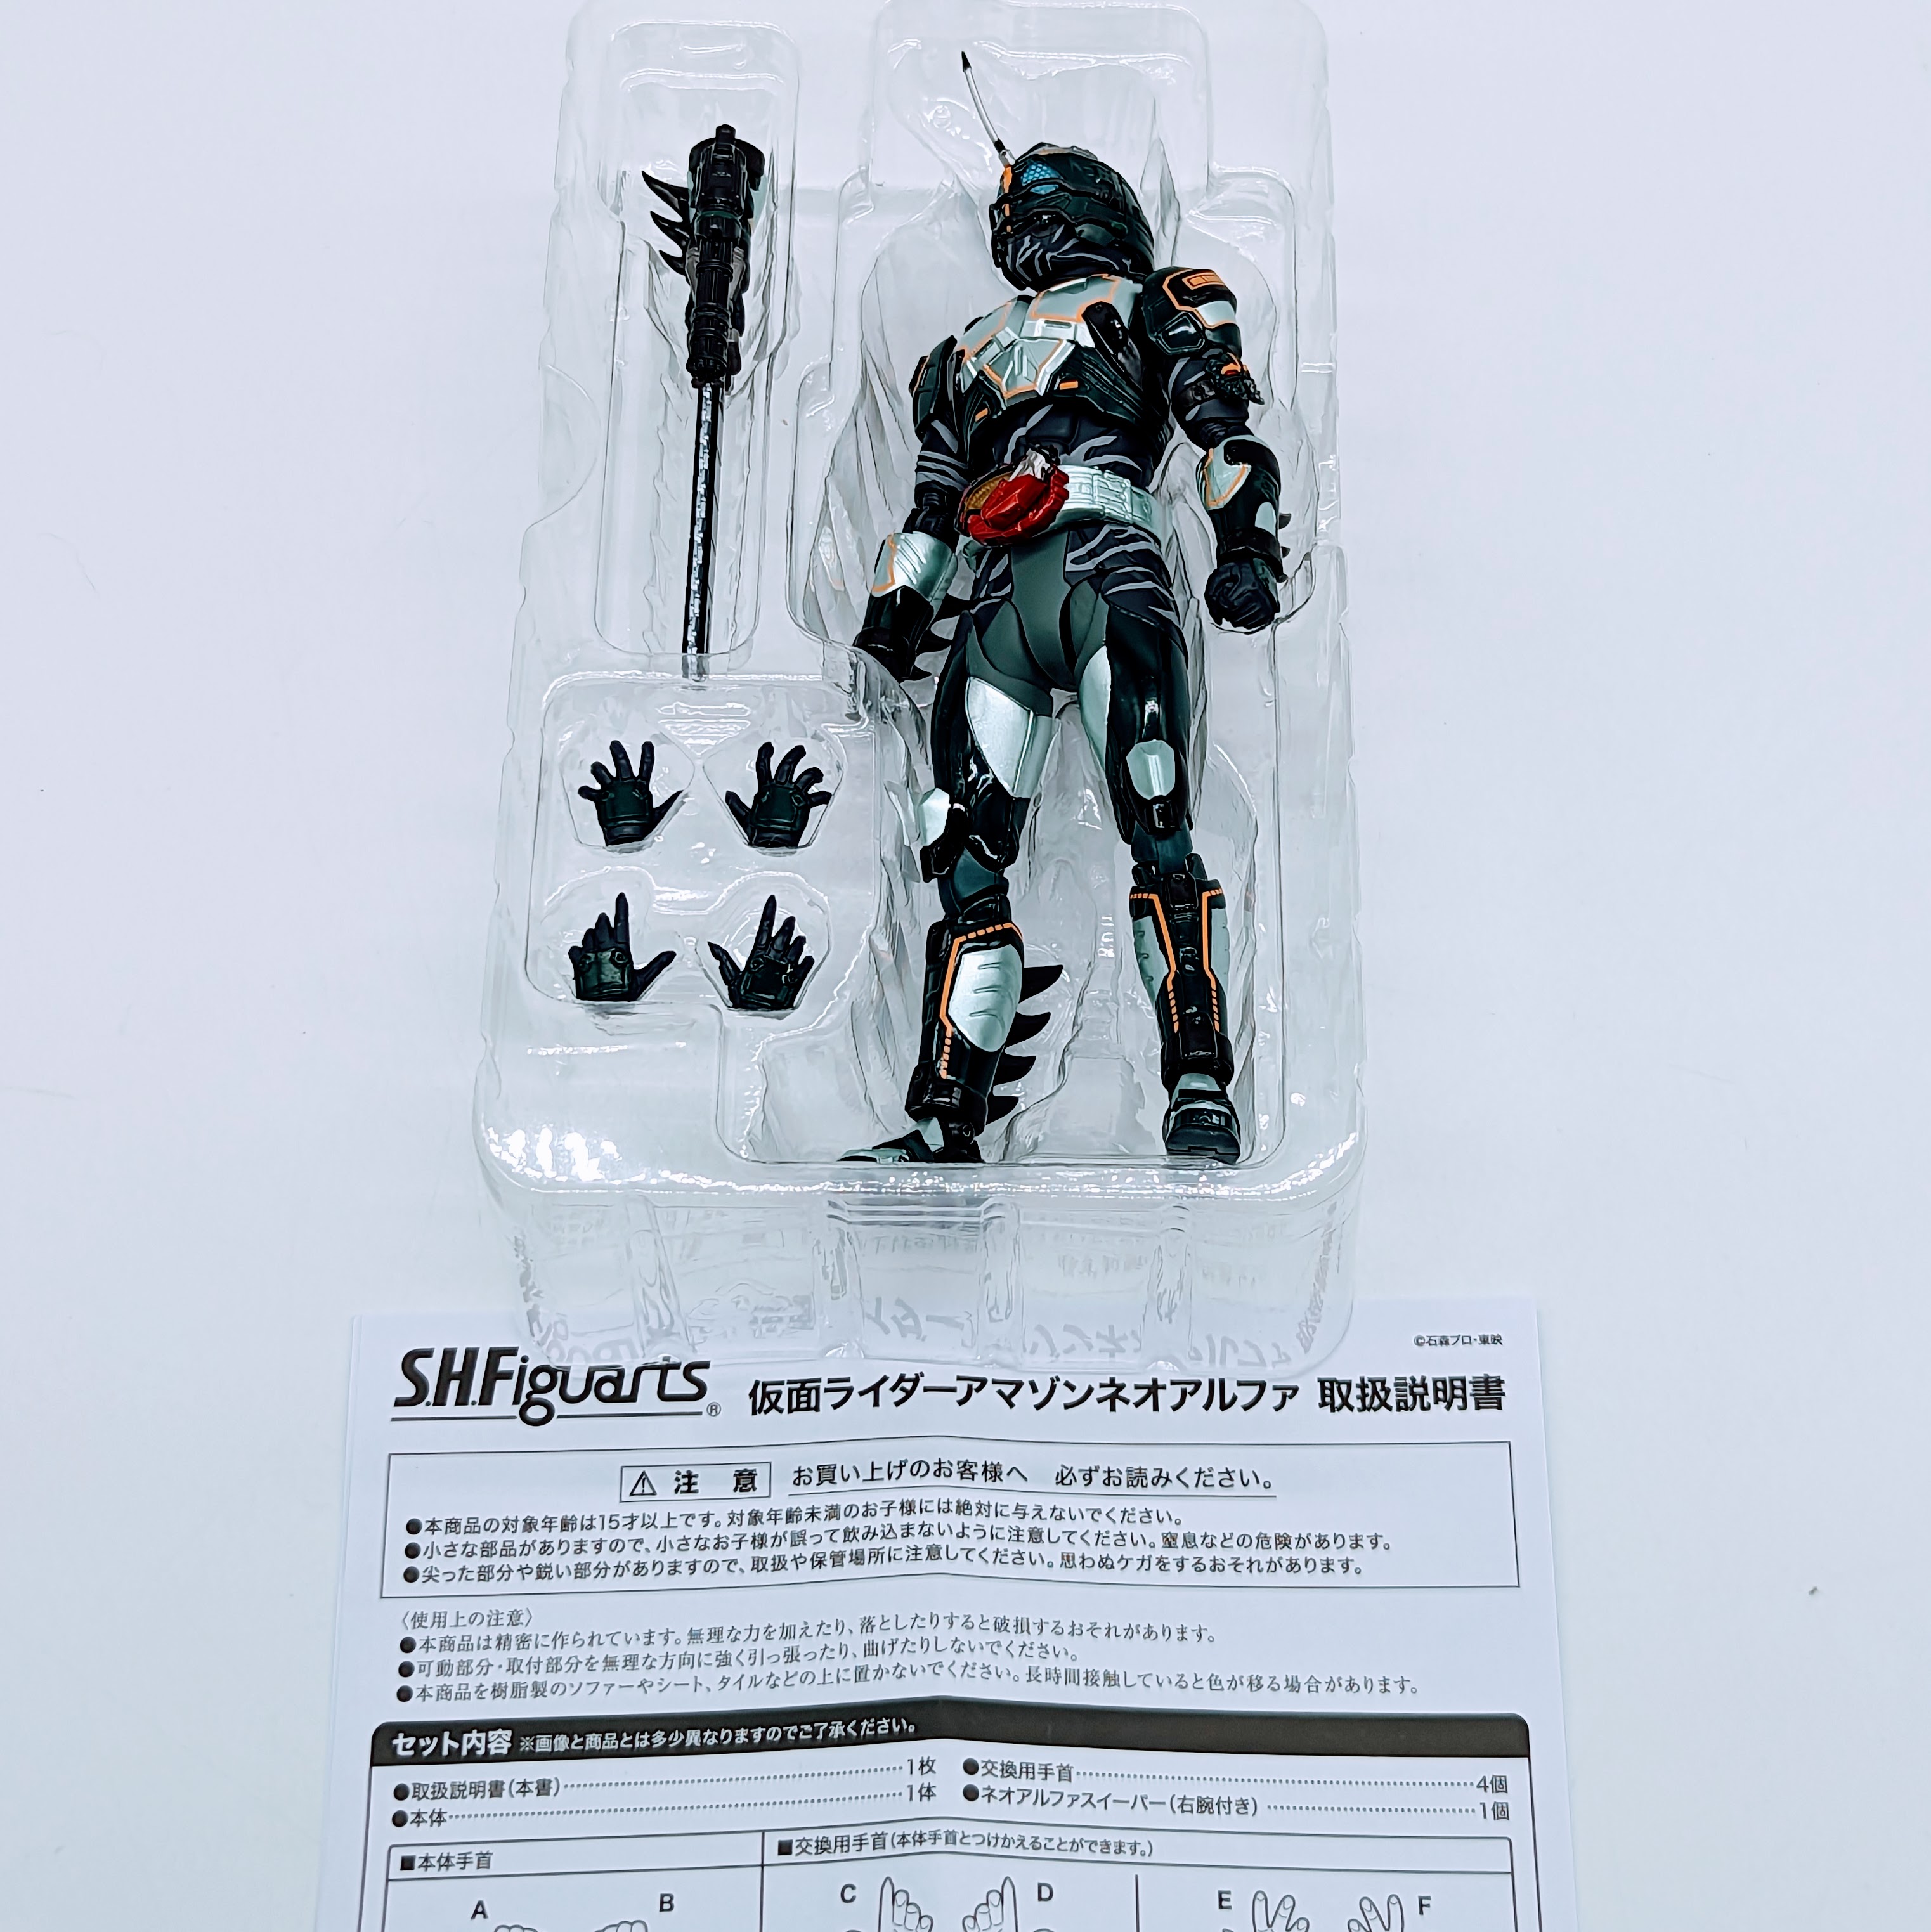 ©石森プロ・東映
S.H.Figuarts® 仮面ライダーアマゾンネオアルファ 取扱説明書
⚠注 意 お買い上げのお客様へ 必ずお読みください。
●本商品の対象年齢は15才以上です。対象年齢未満のお子様には絶対に与えないでください。
●小さな部品がありますので、小さなお子様が誤って飲み込まないように注意してください。窒息などの危険があります。
●尖った部分や鋭い部分がありますので、取扱や保管場所に注意してください。思わぬケガをするおそれがあります。
〈使用上の注意〉
●本商品は精密に作られています。無理な力を加えたり、落としたりすると破損するおそれがあります。
●可動部分・取付部分を無理な方向に強く引っ張ったり、曲げたりしないでください。
●本商品を樹脂製のソファーやシート、タイルなどの上に置かないでください。長時間接触していると色が移る場合があります。
セット内容 ※画像と商品とは多少異なりますのでご了承ください。
●取扱説明書(本書)……1枚
●本体……1体
●交換用手首……4個
●ネオアルファスイーパー(右腕付き)……1個
■本体手首
■交換用手首(本体手首とつけかえることができます。)
A B C D E F